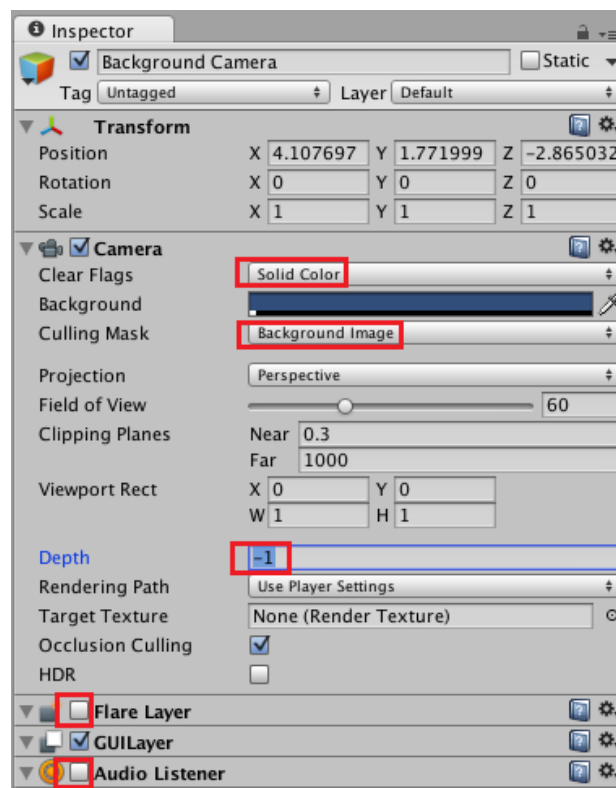 Inspector
Background Camera Static
Tag Untagged Layer Default
Transform
Position X 4.107697 Y 1.771999 Z -2.865032
Rotation X 0 Y 0 Z 0
Scale X 1 Y 1 Z 1
Camera
Clear Flags Solid Color
Background
Culling Mask Background Image
Projection Perspective
Field of View 60
Clipping Planes Near 0.3
Far 1000
Viewport Rect X 0 Y 0
W 1 H 1
Depth -1
Rendering Path Use Player Settings
Target Texture None (Render Texture)
Occlusion Culling
HDR
Flare Layer
GUILayer
Audio Listener